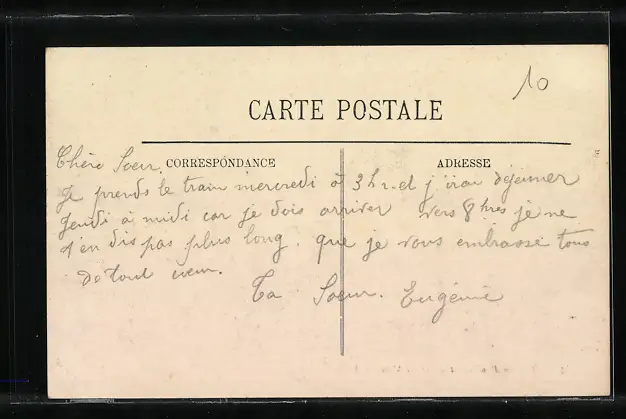 10
CARTE POSTALE
CORRESPONDANCE
ADRESSE
Chère Soeur,
Je prends le train mercredi à 3 h r. et j'irai déjeuner
jeudi à midi car je dois arriver vers 8 hres je ne
t'en dis pas plus long. que je vous embrasse tous
de tout coeur.
Ta Soeur. Eugénie